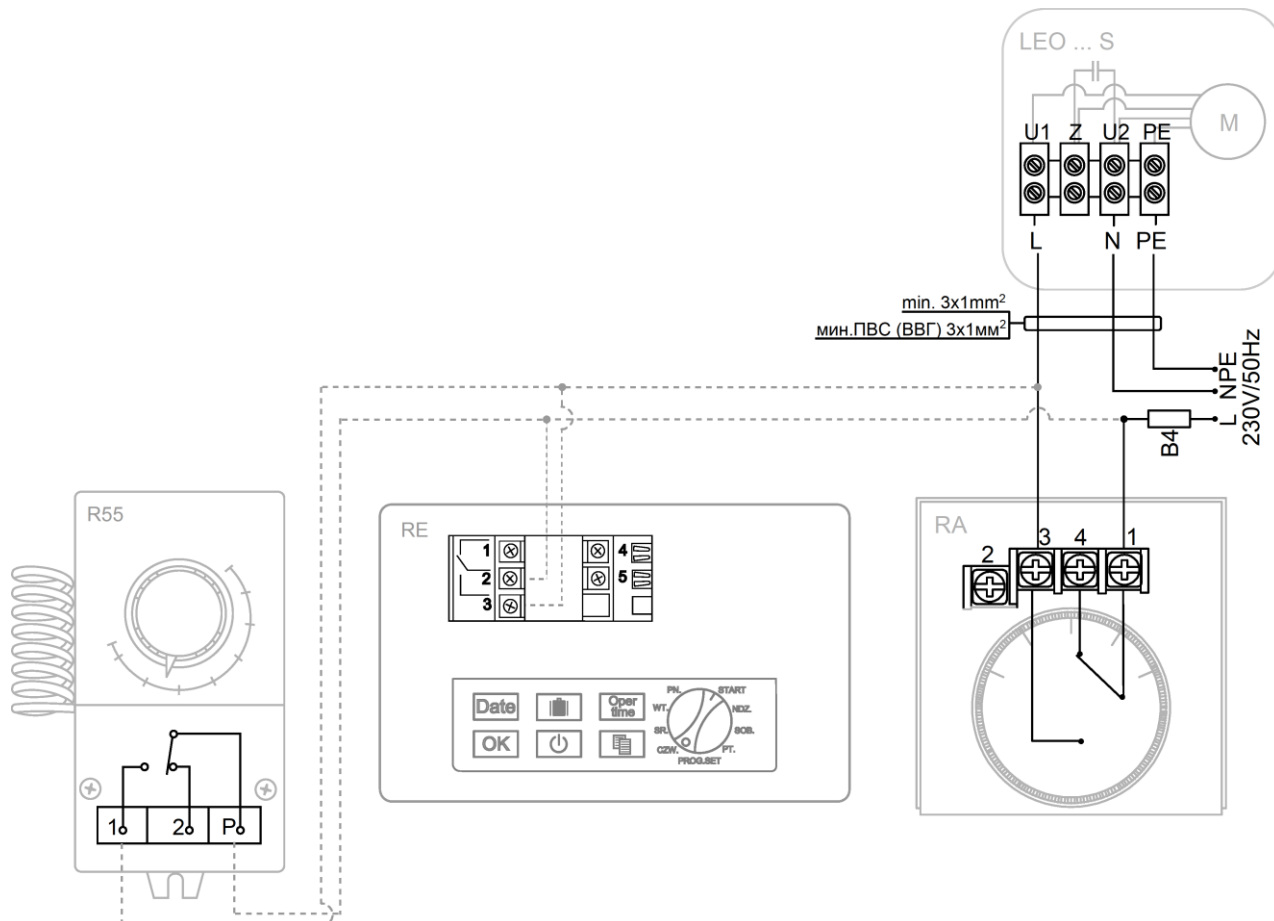 LEO ... S
M
U1 Z U2 PE
L N PE
min. 3x1mm²
мин.ПВС (ВВГ) 3x1мм²
PE
N
L
230V/50Hz
B4
R55
RE
1
2
3
4
5
RA
2 3 4 1
Date
Oper
time
OK
PN.
START
WT.
NDZ.
SR.
SOB.
CZW.
PT.
PROG.SET
1 2 P